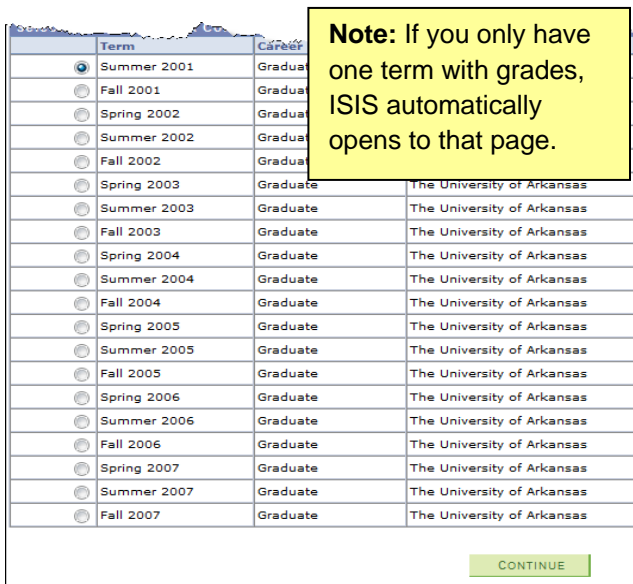 Term Career
Note: If you only have
one term with grades,
ISIS automatically
opens to that page.
Summer 2001
Fall 2001
Spring 2002
Summer 2002
Fall 2002
Spring 2003 Graduate The University of Arkansas
Summer 2003 Graduate The University of Arkansas
Fall 2003 Graduate The University of Arkansas
Spring 2004 Graduate The University of Arkansas
Summer 2004 Graduate The University of Arkansas
Fall 2004 Graduate The University of Arkansas
Spring 2005 Graduate The University of Arkansas
Summer 2005 Graduate The University of Arkansas
Fall 2005 Graduate The University of Arkansas
Spring 2006 Graduate The University of Arkansas
Summer 2006 Graduate The University of Arkansas
Fall 2006 Graduate The University of Arkansas
Spring 2007 Graduate The University of Arkansas
Summer 2007 Graduate The University of Arkansas
Fall 2007 Graduate The University of Arkansas
CONTINUE